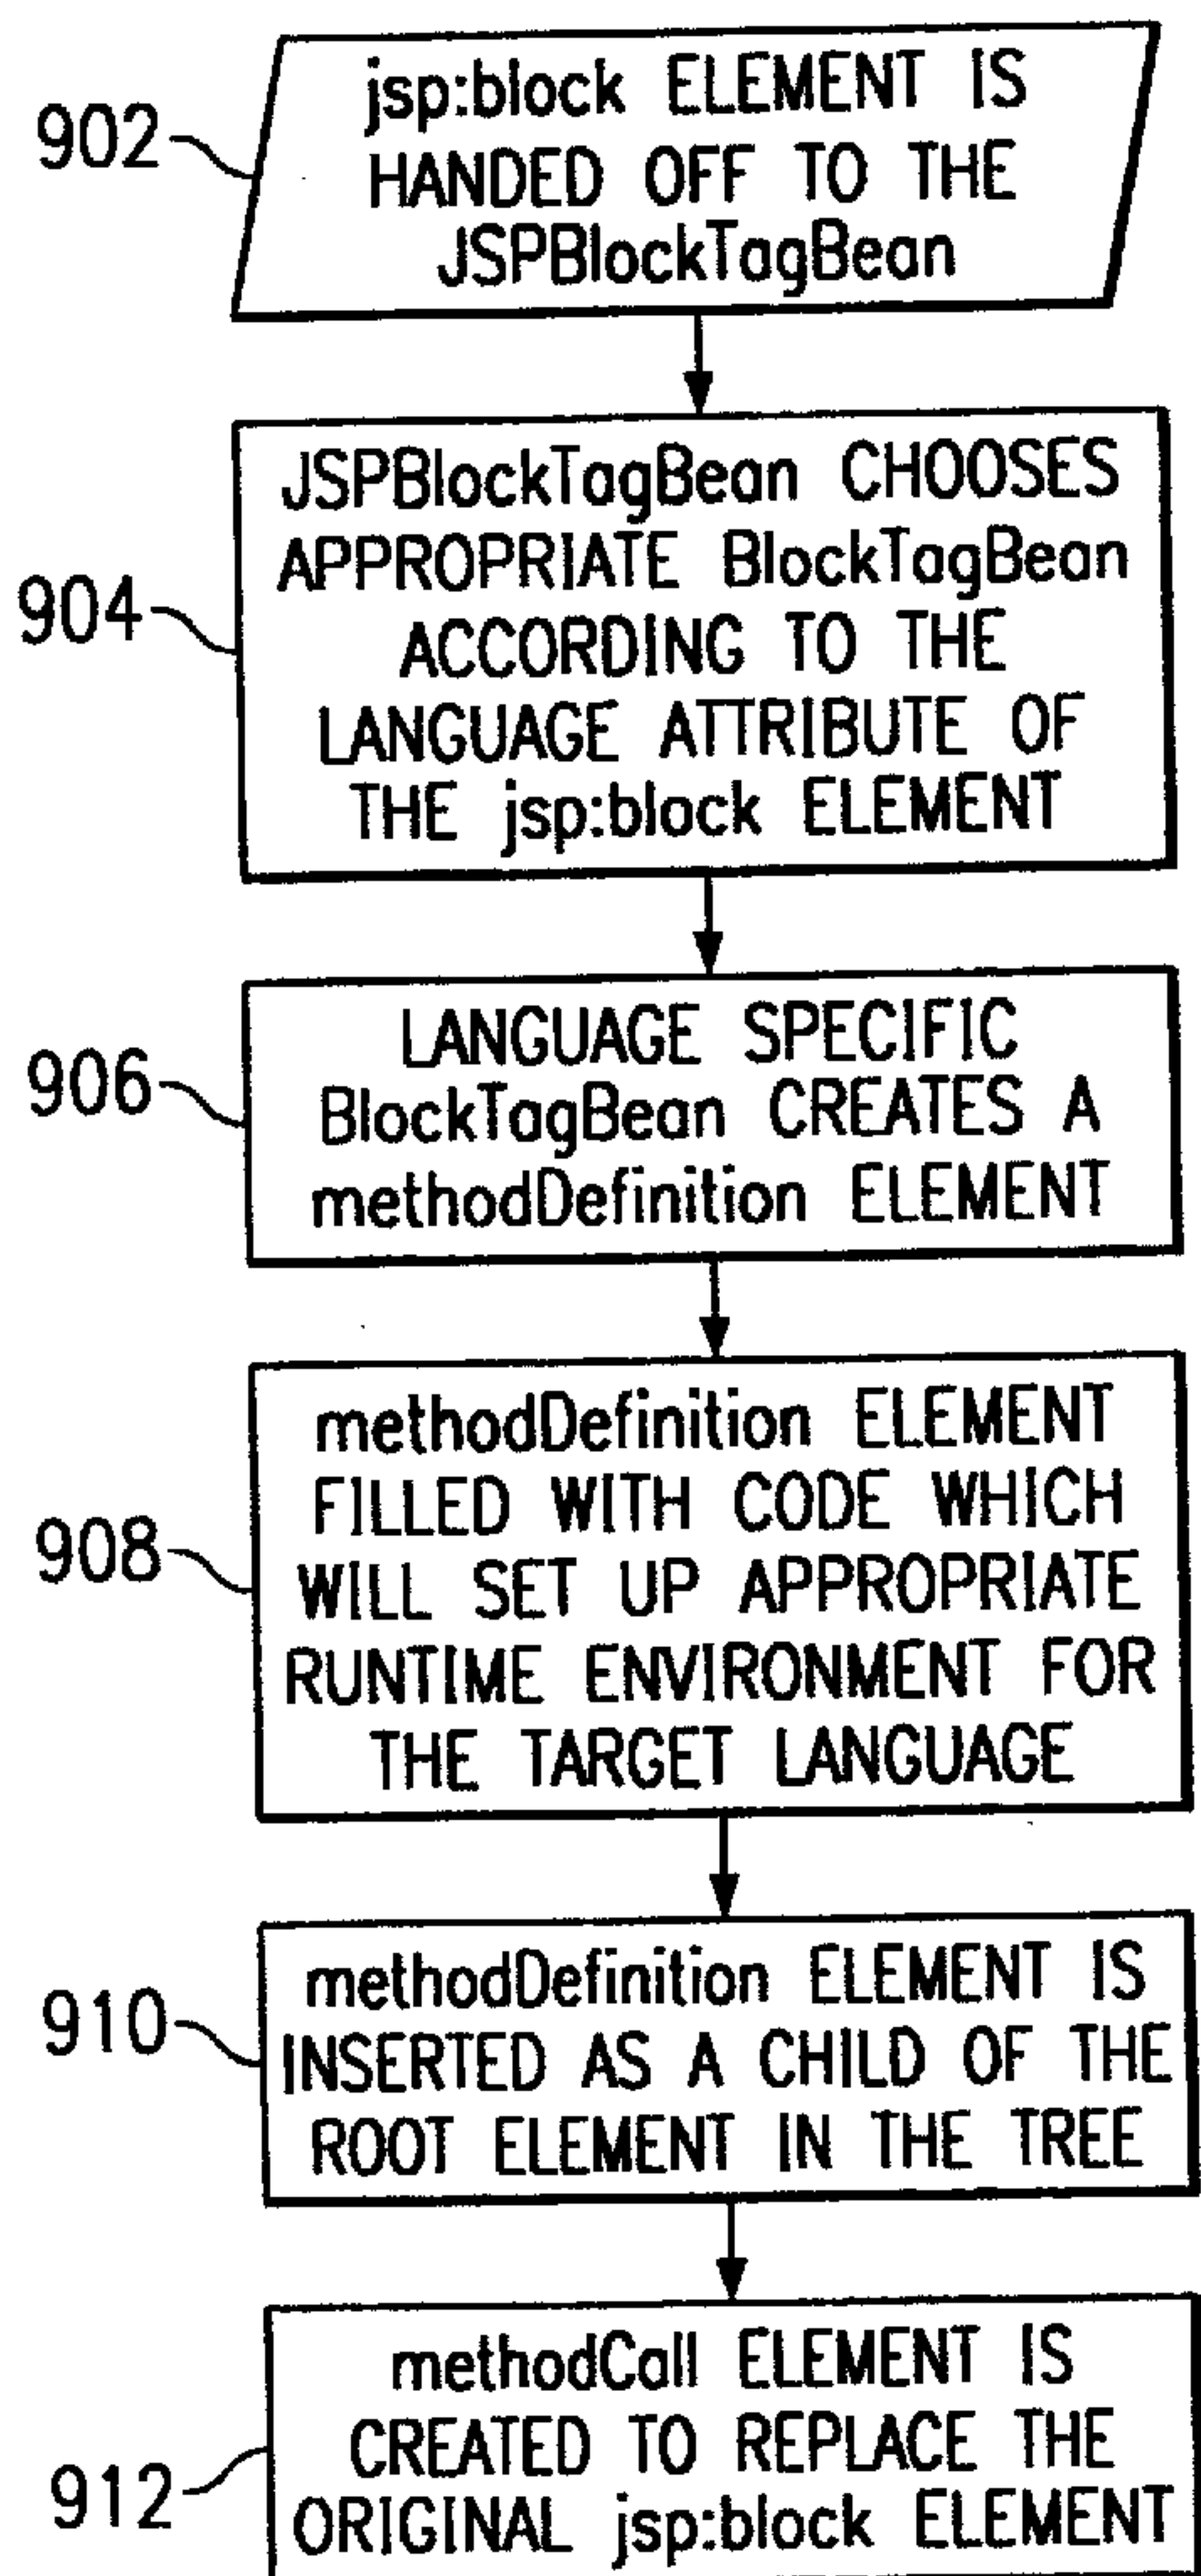 902
jsp:block ELEMENT IS
HANDED OFF TO THE
JSPBlockTagBean
904
JSPBlockTagBean CHOOSES
APPROPRIATE BlockTagBean
ACCORDING TO THE
LANGUAGE ATTRIBUTE OF
THE jsp:block ELEMENT
906
LANGUAGE SPECIFIC
BlockTagBean CREATES A
methodDefinition ELEMENT
908
methodDefinition ELEMENT
FILLED WITH CODE WHICH
WILL SET UP APPROPRIATE
RUNTIME ENVIRONMENT FOR
THE TARGET LANGUAGE
910
methodDefinition ELEMENT IS
INSERTED AS A CHILD OF THE
ROOT ELEMENT IN THE TREE
912
methodCall ELEMENT IS
CREATED TO REPLACE THE
ORIGINAL jsp:block ELEMENT